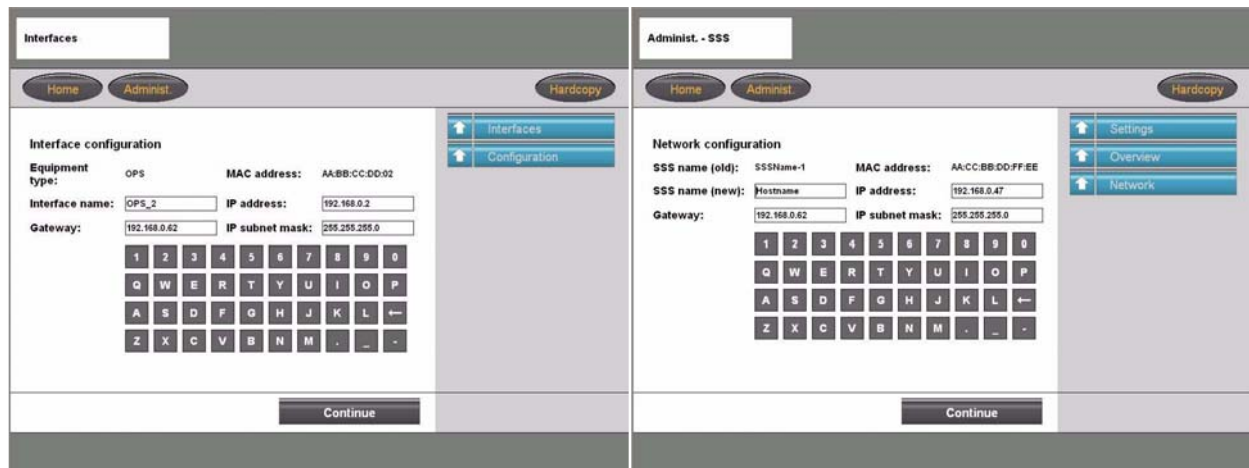 Interfaces
Home Administ. Hardcopy
Interfaces
Configuration
Interface configuration
Equipment type: OPS MAC address: AA:BB:CC:DD:02
Interface name: OPS_2 IP address: 192.168.0.2
Gateway: 192.168.0.62 IP subnet mask: 255.255.255.0
1 2 3 4 5 6 7 8 9 0
Q W E R T Y U I O P
A S D F G H J K L ←
Z X C V B N M . _ -
Continue
Administ. - SSS
Home Administ. Hardcopy
Settings
Overview
Network
Network configuration
SSS name (old): SSSName-1 MAC address: AA:CC:BB:DD:FF:EE
SSS name (new): Hostname IP address: 192.168.0.47
Gateway: 192.168.0.62 IP subnet mask: 255.255.255.0
1 2 3 4 5 6 7 8 9 0
Q W E R T Y U I O P
A S D F G H J K L ←
Z X C V B N M . _ -
Continue